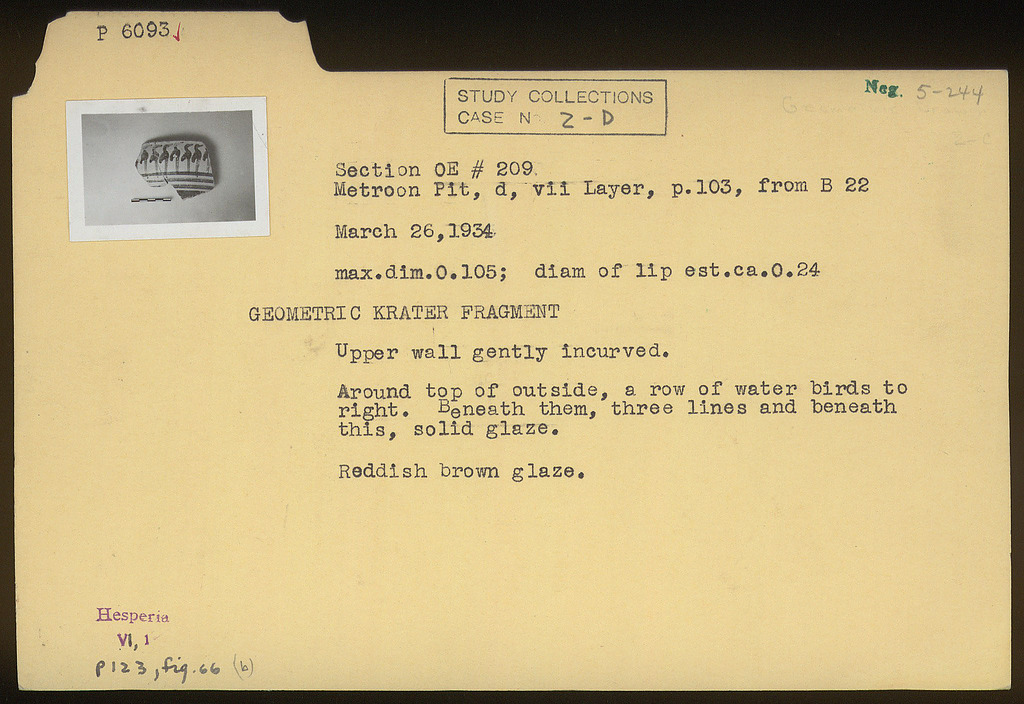 P 6093
Neg. 5-244
STUDY COLLECTIONS
CASE No Z-D
Section OE # 209.
Metroon Pit, d, vii Layer, p.103, from B 22
March 26,1934.
max.dim.0.105; diam of lip est.ca.0.24
GEOMETRIC KRATER FRAGMENT
Upper wall gently incurved.
Around top of outside, a row of water birds to
right. Beneath them, three lines and beneath
this, solid glaze.
Reddish brown glaze.
Hesperia
VI, 1
p123, fig.66 (b)